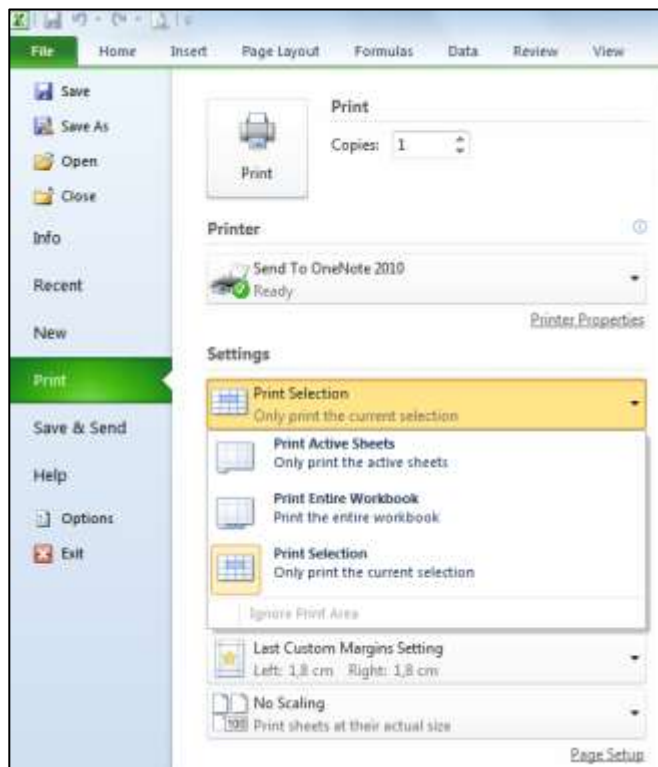 File Home Insert Page Layout Formulas Data Review View
Save
Save As
Open
Close
Info
Recent
New
Print
Save & Send
Help
Options
Exit
Print
Print
Copies: 1
Printer
Send To OneNote 2010
Ready
Printer Properties
Settings
Print Selection
Only print the current selection
Print Active Sheets
Only print the active sheets
Print Entire Workbook
Print the entire workbook
Print Selection
Only print the current selection
Ignore Print Area
Last Custom Margins Setting
Left: 1,8 cm Right: 1,8 cm
No Scaling
100 Print sheets at their actual size
Page Setup